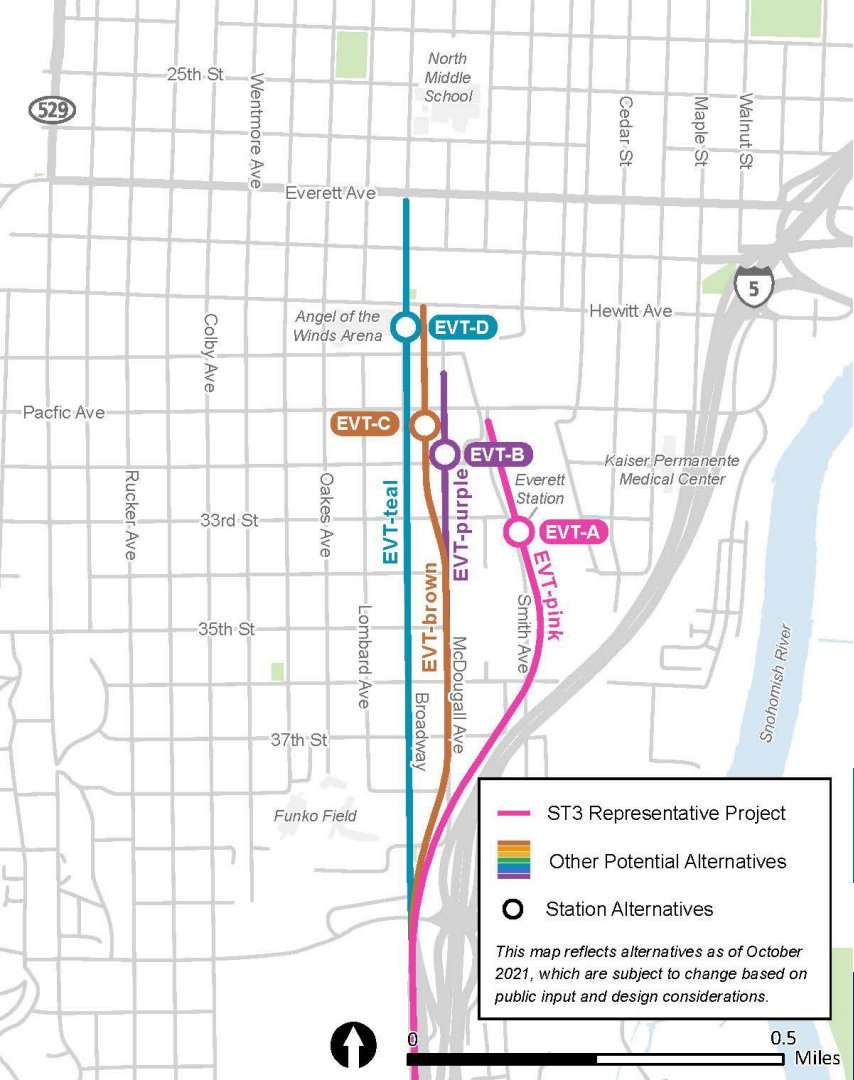 North
Middle
School
25th St
529
Wentmore Ave
Cedar St
Maple St
Walnut St
Everett Ave
5
Hewitt Ave
Angel of the
Winds Arena
EVT-D
Colby Ave
Pacfic Ave
EVT-C
EVT-B
Kaiser Permanente
Medical Center
Everett
Station
Rucker Ave
Oakes Ave
EVT-teal
EVT-purple
33rd St
EVT-A
EVT-pink
EVT-brown
Smith Ave
35th St
Lombard Ave
McDougall Ave
Broadway
Snohomish River
37th St
Funko Field
ST3 Representative Project
Other Potential Alternatives
Station Alternatives
This map reflects alternatives as of October
2021, which are subject to change based on
public input and design considerations.
0
0.5
Miles